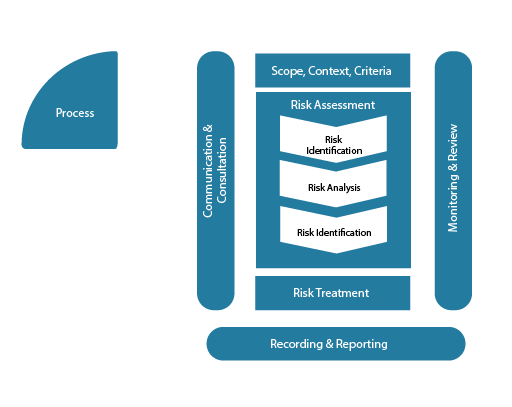 Process
Communication &
Consultation
Scope, Context, Criteria
Risk Assessment
Risk
Identification
Risk Analysis
Risk Identification
Risk Treatment
Monitoring & Review
Recording & Reporting